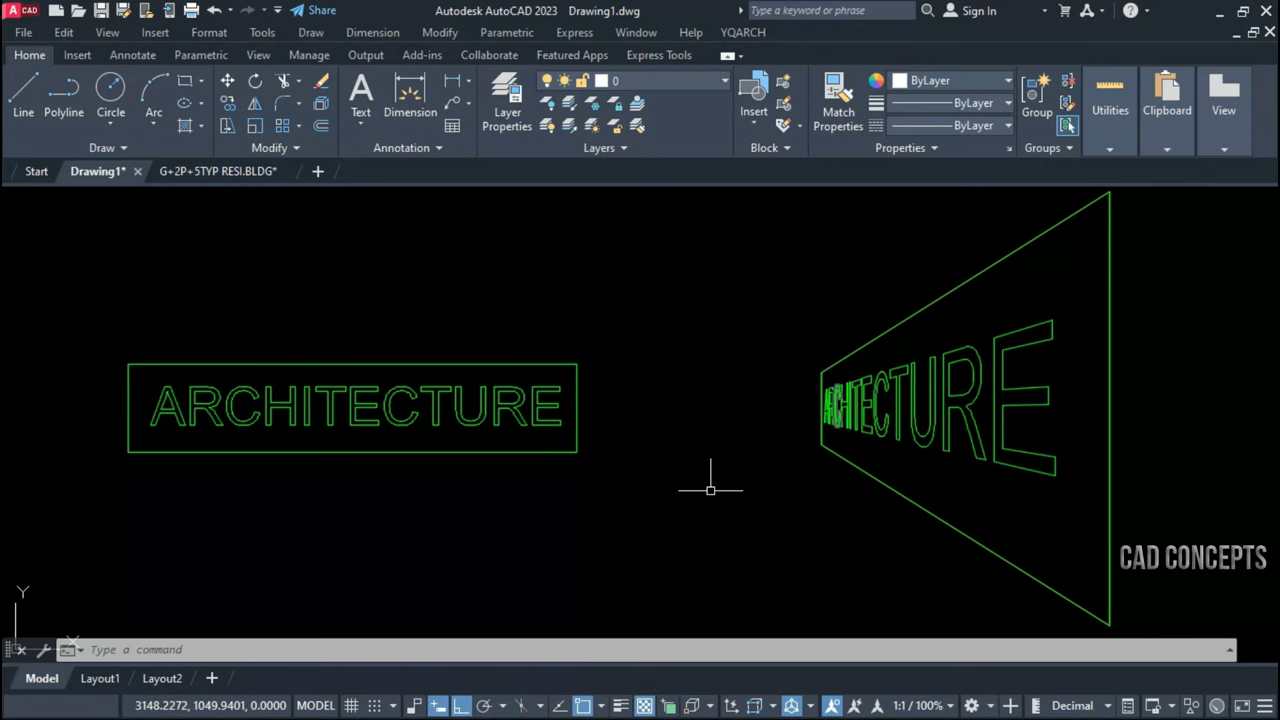 A CAD
Share
Autodesk AutoCAD 2023 Drawing1.dwg
Type a keyword or phrase
Sign In
File Edit View Insert Format Tools Draw Dimension Modify Parametric Express Window Help YQARCH
Home Insert Annotate Parametric View Manage Output Add-ins Collaborate Featured Apps Express Tools
0
ByLayer
ByLayer
ByLayer
Line Polyline Circle Arc
A
Text Dimension
Layer
Properties
Insert
Match
Properties
Group Utilities Clipboard View
Draw Modify Annotation Layers Block Properties Groups
Start Drawing1* G+2P+5TYP RESI.BLDG*
ARCHITECTURE
ARCHITECTURE
CAD CONCEPTS
Y
X
Type a command
Model Layout1 Layout2
3148.2272, 1049.9401, 0.0000 MODEL
1:1 / 100%
Decimal